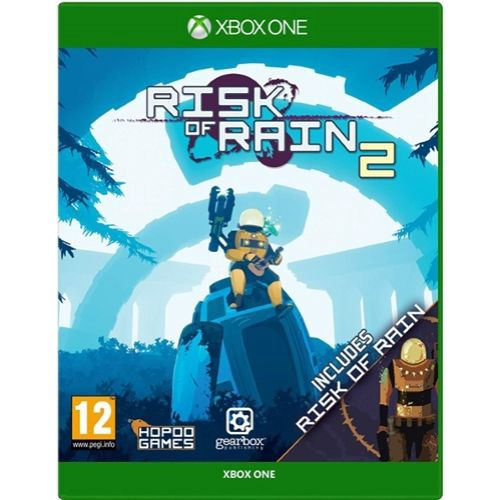 XBOX ONE
RISK
OF RAIN
2
INCLUDES
RISK OF RAIN
12
www.pegi.info
HOPOO
GAMES
gearbox
publishing
XBOX ONE